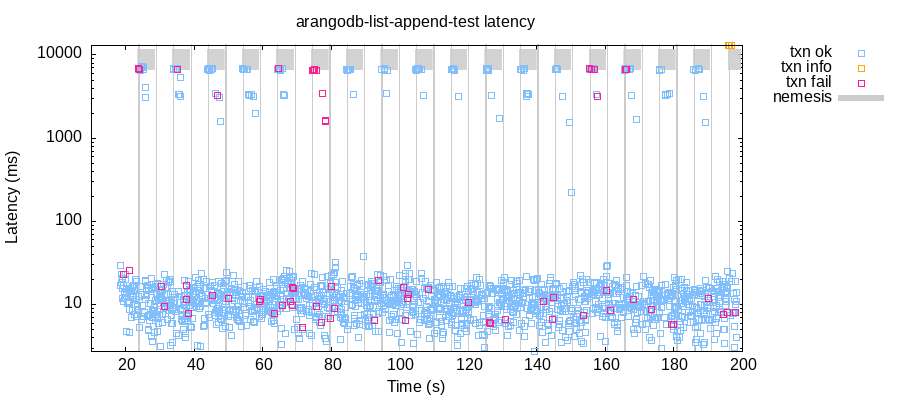 arangodb-list-append-test latency
10000
1000
100
10
Latency (ms)
20 40 60 80 100 120 140 160 180 200
Time (s)
txn ok
txn info
txn fail
nemesis